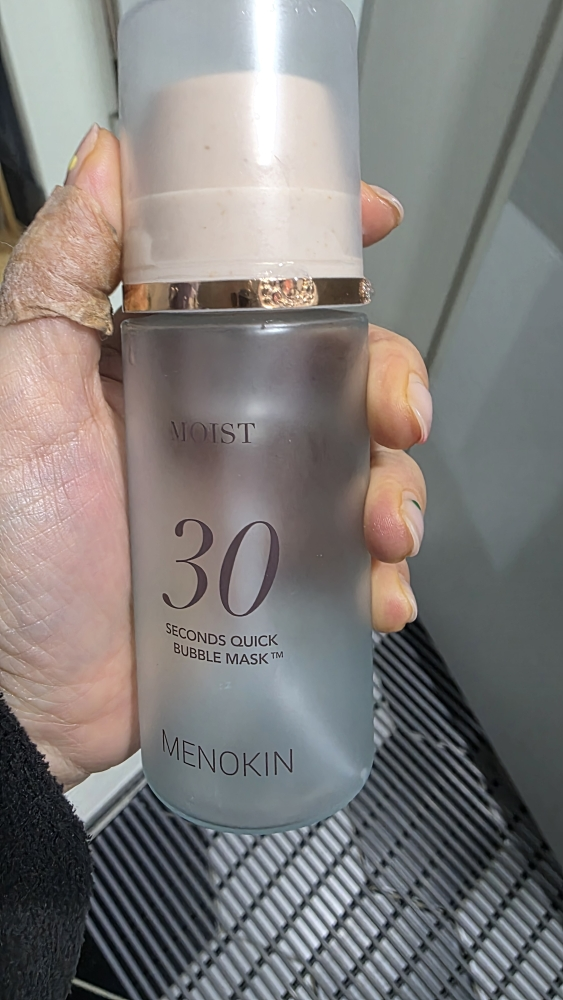 MOIST
30
SECONDS QUICK
BUBBLE MASK™
MENOKIN